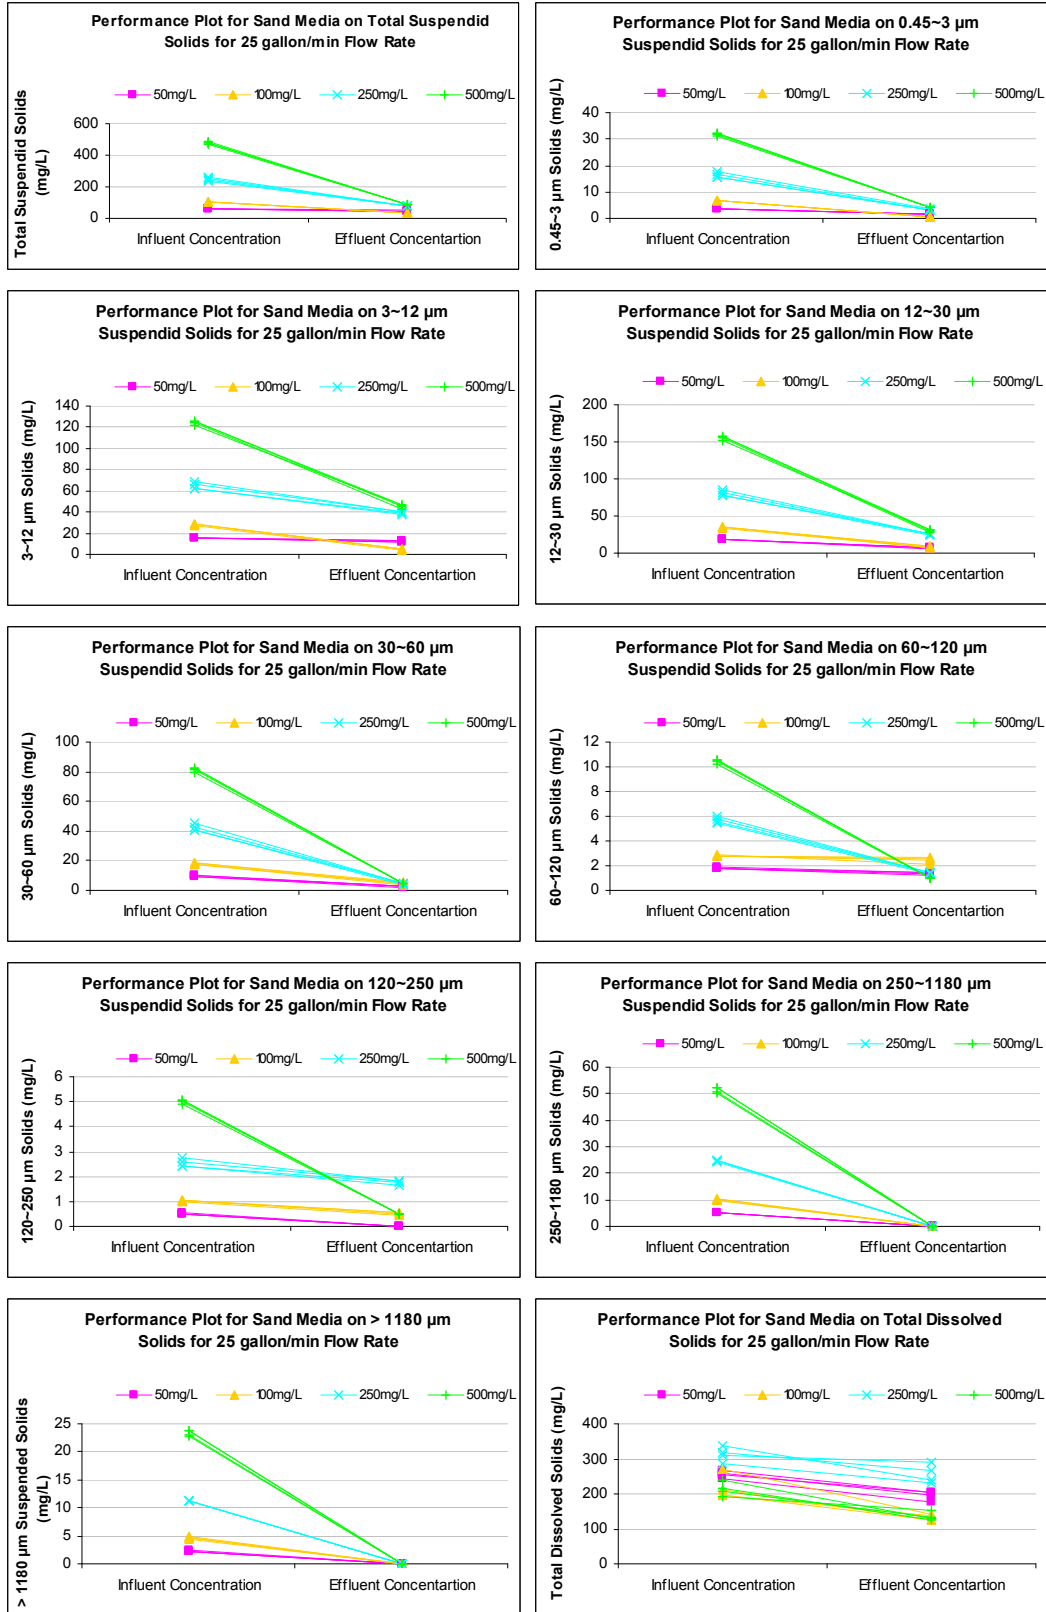 Performance Plot for Sand Media on Total Suspendid
Solids for 25 gallon/min Flow Rate
50mg/L 100mg/L 250mg/L 500mg/L
Total Suspendid Solids
(mg/L)
600
400
200
0
Influent Concentration Effluent Concentartion
Performance Plot for Sand Media on 0.45~3 µm
Suspendid Solids for 25 gallon/min Flow Rate
50mg/L 100mg/L 250mg/L 500mg/L
0.45~3 µm Solids (mg/L)
40
30
20
10
0
Influent Concentration Effluent Concentartion
Performance Plot for Sand Media on 3~12 µm
Suspendid Solids for 25 gallon/min Flow Rate
50mg/L 100mg/L 250mg/L 500mg/L
3~12 µm Solids (mg/L)
140
120
100
80
60
40
20
0
Influent Concentration Effluent Concentartion
Performance Plot for Sand Media on 12~30 µm
Suspendid Solids for 25 gallon/min Flow Rate
50mg/L 100mg/L 250mg/L 500mg/L
12~30 µm Solids (mg/L)
200
150
100
50
0
Influent Concentration Effluent Concentartion
Performance Plot for Sand Media on 30~60 µm
Suspendid Solids for 25 gallon/min Flow Rate
50mg/L 100mg/L 250mg/L 500mg/L
30~60 µm Solids (mg/L)
100
80
60
40
20
0
Influent Concentration Effluent Concentartion
Performance Plot for Sand Media on 60~120 µm
Suspendid Solids for 25 gallon/min Flow Rate
50mg/L 100mg/L 250mg/L 500mg/L
60~120 µm Solids (mg/L)
12
10
8
6
4
2
0
Influent Concentration Effluent Concentartion
Performance Plot for Sand Media on 120~250 µm
Suspendid Solids for 25 gallon/min Flow Rate
50mg/L 100mg/L 250mg/L 500mg/L
120~250 µm Solids (mg/L)
6
5
4
3
2
1
0
Influent Concentration Effluent Concentartion
Performance Plot for Sand Media on 250~1180 µm
Suspendid Solids for 25 gallon/min Flow Rate
50mg/L 100mg/L 250mg/L 500mg/L
250~1180 µm Solids (mg/L)
60
50
40
30
20
10
0
Influent Concentration Effluent Concentartion
Performance Plot for Sand Media on > 1180 µm
Solids for 25 gallon/min Flow Rate
50mg/L 100mg/L 250mg/L 500mg/L
> 1180 µm Suspended Solids
(mg/L)
25
20
15
10
5
0
Influent Concentration Effluent Concentartion
Performance Plot for Sand Media on Total Dissolved
Solids for 25 gallon/min Flow Rate
50mg/L 100mg/L 250mg/L 500mg/L
Total Dissolved Solids (mg/L)
400
300
200
100
0
Influent Concentration Effluent Concentartion